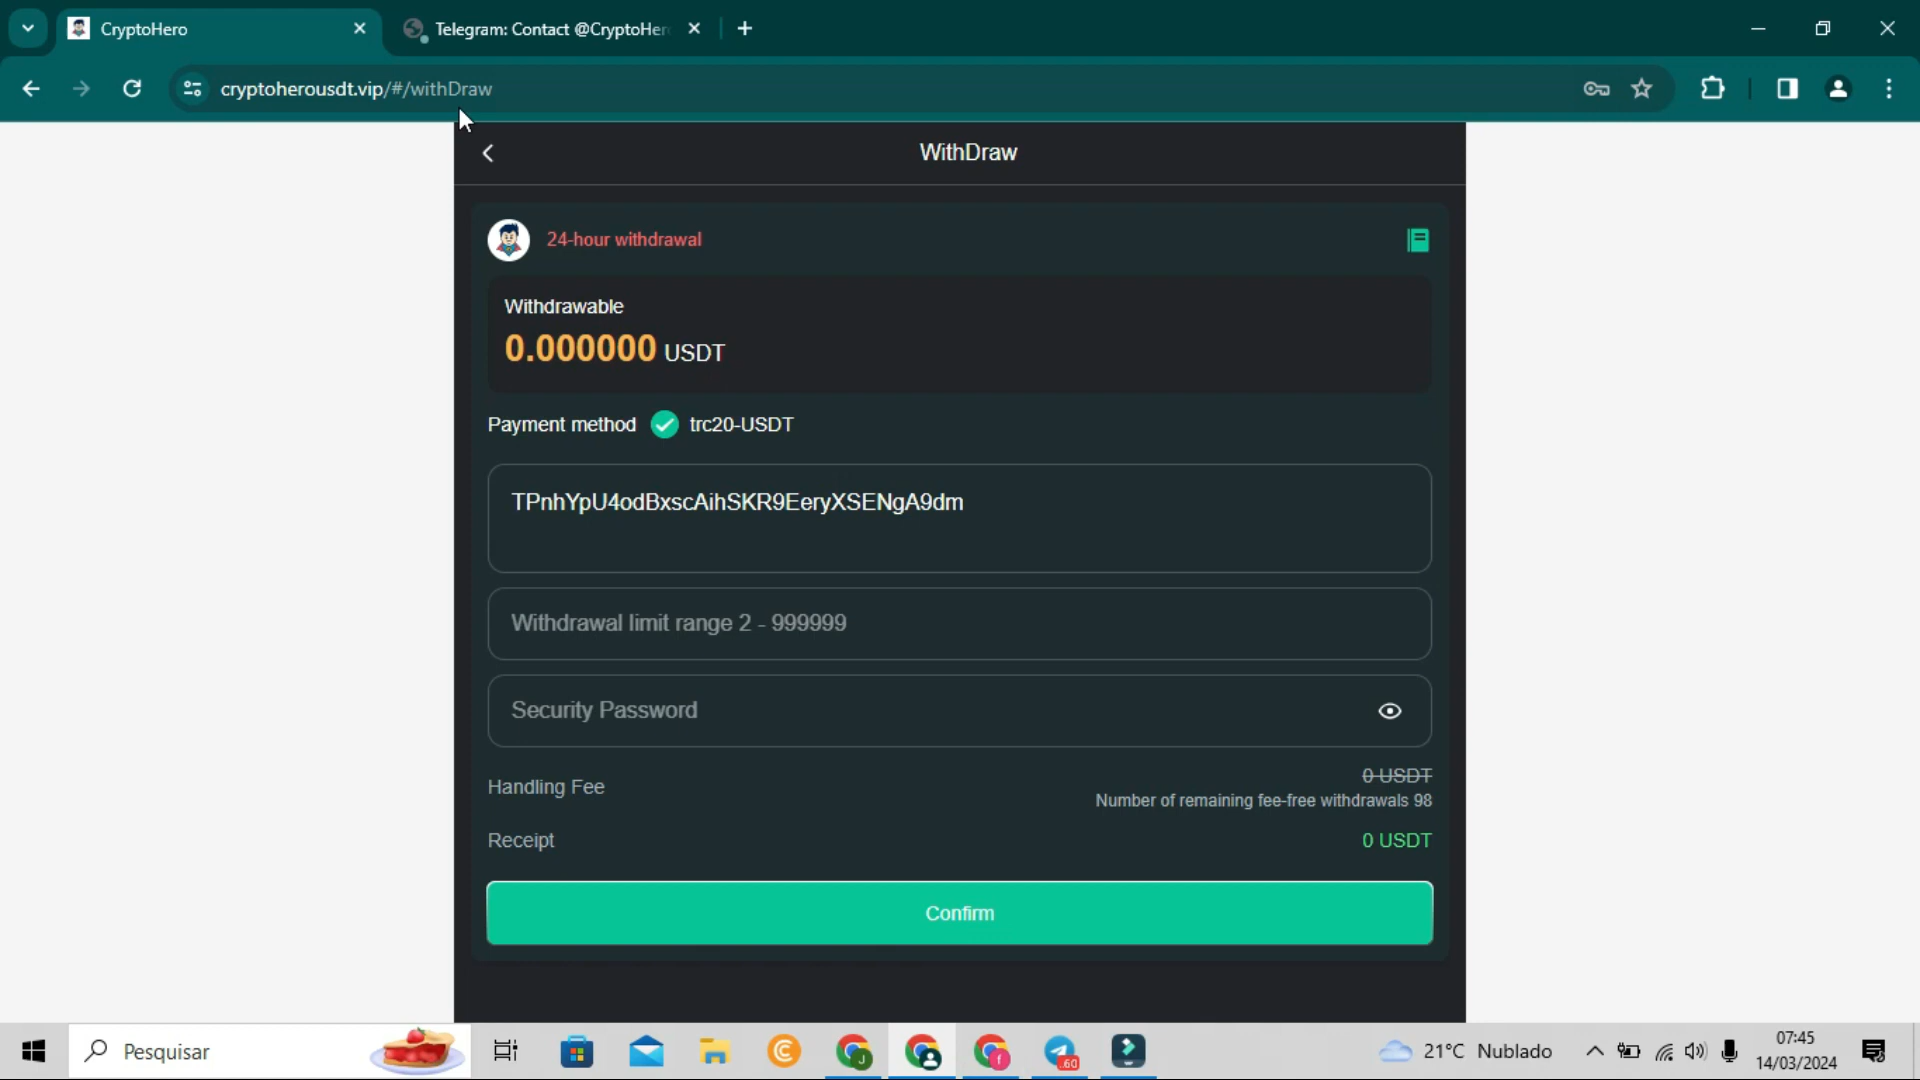 CryptoHero
Telegram: Contact @CryptoHer
cryptoherousdt.vip/#/withDraw
WithDraw
24-hour withdrawal
Withdrawable
0.000000 USDT
Payment method trc20-USDT
TPnhYpU4odBxscAihSKR9EeryXSENgA9dm
Withdrawal limit range 2 - 999999
Security Password
Handling Fee
0 USDT
Number of remaining fee-free withdrawals 98
Receipt
0 USDT
Confirm
Pesquisar
J
f
.60
21°C Nublado
07:45
14/03/2024